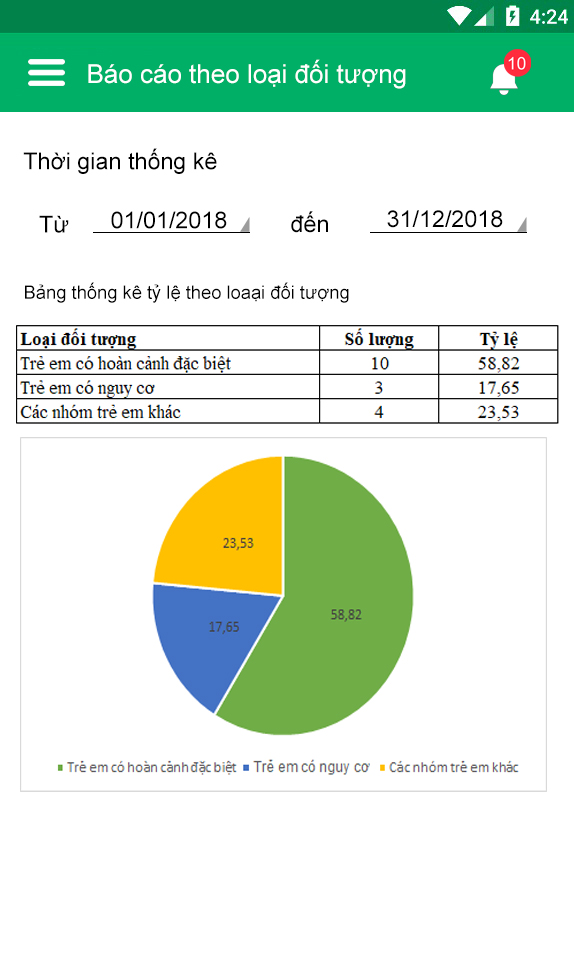 4:24
Báo cáo theo loại đối tượng 10
Thời gian thống kê
Từ 01/01/2018 đến 31/12/2018
Bảng thống kê tỷ lệ theo loaại đối tượng
Loại đối tượng Số lượng Tỷ lệ
Trẻ em có hoàn cảnh đặc biệt 10 58,82
Trẻ em có nguy cơ 3 17,65
Các nhóm trẻ em khác 4 23,53
23,53
58,82
17,65
Trẻ em có hoàn cảnh đặc biệt Trẻ em có nguy cơ Các nhóm trẻ em khác